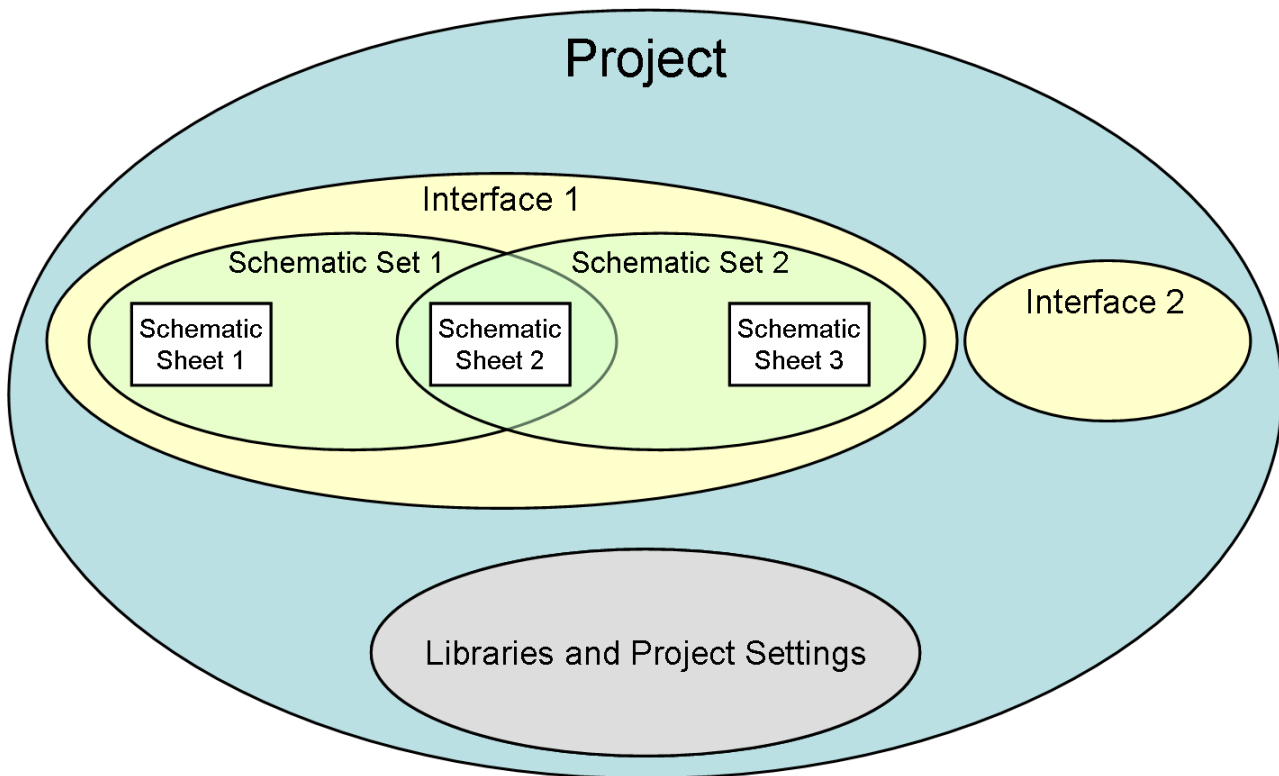 Project
Interface 1
Schematic Set 1
Schematic Set 2
Interface 2
Schematic
Sheet 1
Schematic
Sheet 2
Schematic
Sheet 3
Libraries and Project Settings